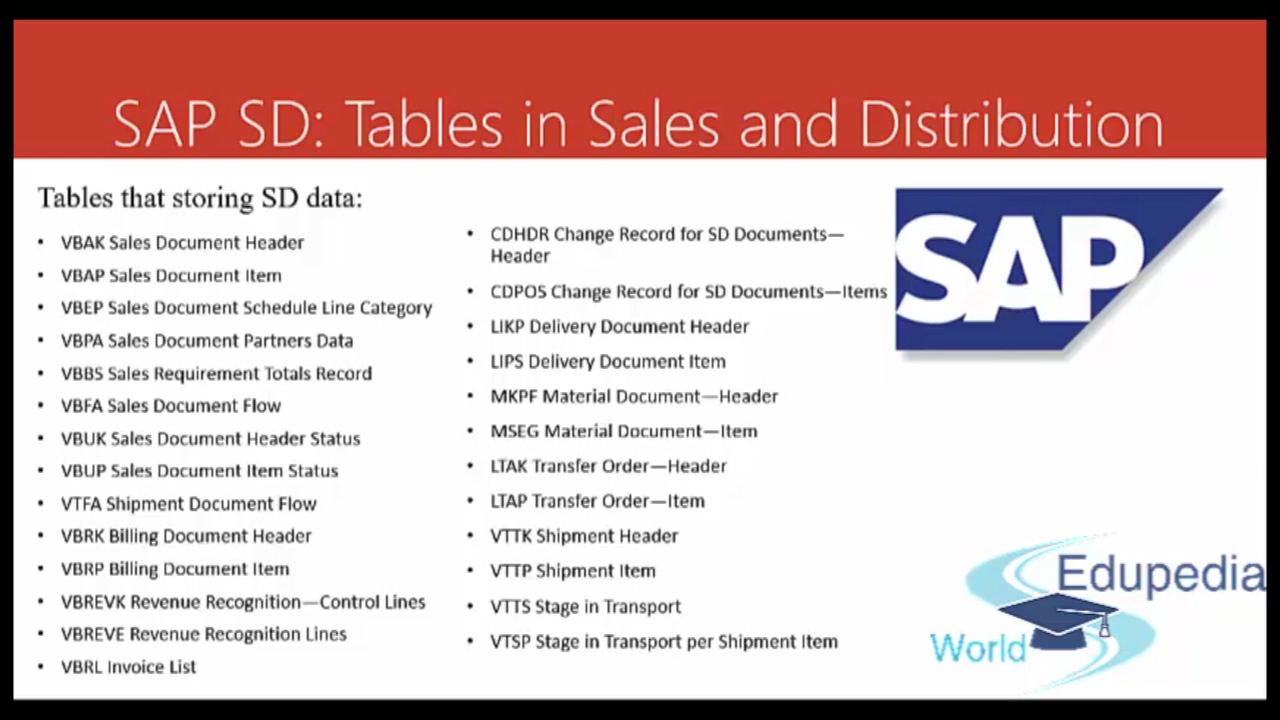 SAP SD: Tables in Sales and Distribution
Tables that storing SD data:
• VBAK Sales Document Header
• VBAP Sales Document Item
• VBEP Sales Document Schedule Line Category
• VBPA Sales Document Partners Data
• VBBS Sales Requirement Totals Record
• VBFA Sales Document Flow
• VBUK Sales Document Header Status
• VBUP Sales Document Item Status
• VTFA Shipment Document Flow
• VBRK Billing Document Header
• VBRP Billing Document Item
• VBREVK Revenue Recognition—Control Lines
• VBREVE Revenue Recognition Lines
• VBRL Invoice List
• CDHDR Change Record for SD Documents—
Header
• CDPOS Change Record for SD Documents—Items
• LIKP Delivery Document Header
• LIPS Delivery Document Item
• MKPF Material Document—Header
• MSEG Material Document—Item
• LTAK Transfer Order—Header
• LTAP Transfer Order—Item
• VTTK Shipment Header
• VTTP Shipment Item
• VTTS Stage in Transport
• VTSP Stage in Transport per Shipment Item
SAP
Edupedia
World